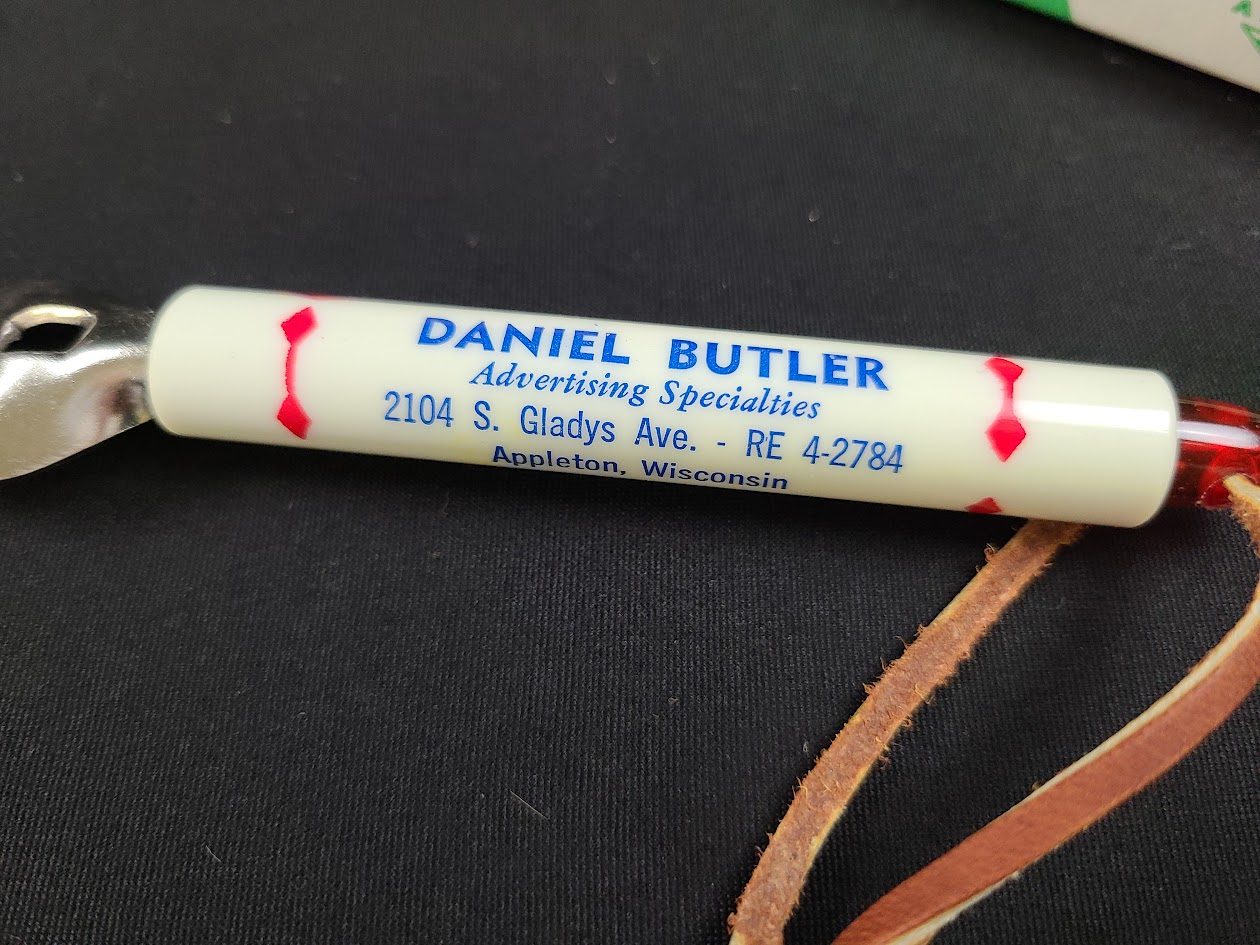 DANIEL BUTLER
Advertising Specialties
2104 S. Gladys Ave. - RE 4-2784
Appleton, Wisconsin